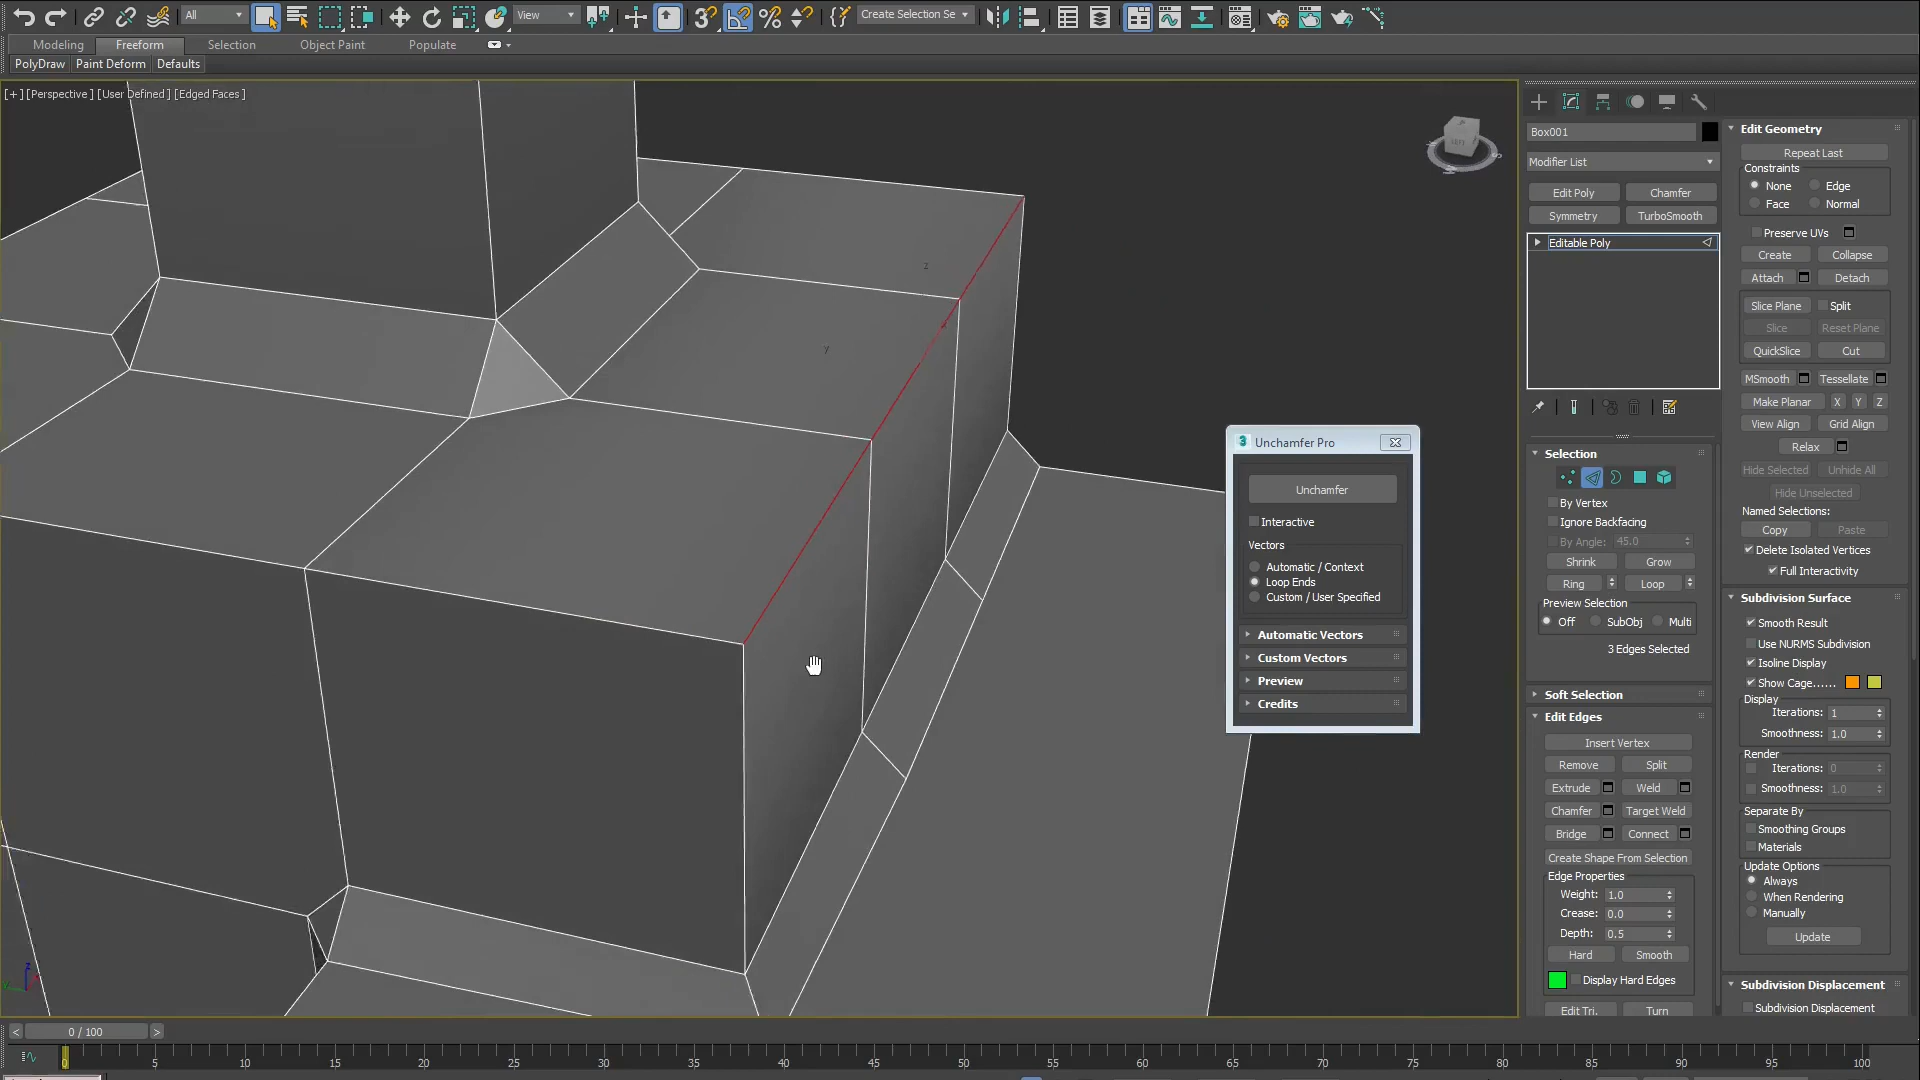 All
View
Create Selection Se
Modeling
Freeform
Selection
Object Paint
Populate
PolyDraw
Paint Deform
Defaults
[+] [Perspective ] [User Defined ] [Edged Faces ]
z
y
Box001
Modifier List
Edit Poly
Chamfer
Symmetry
TurboSmooth
Editable Poly
Selection
By Vertex
Ignore Backfacing
By Angle: 45.0
Shrink
Grow
Ring
Loop
Preview Selection
Off
SubObj
Multi
3 Edges Selected
Soft Selection
Edit Edges
Insert Vertex
Remove
Split
Extrude
Weld
Chamfer
Target Weld
Bridge
Connect
Create Shape From Selection
Edge Properties
Weight: 1.0
Crease: 0.0
Depth: 0.5
Hard
Smooth
Display Hard Edges
Edit Tri.
Turn
Edit Geometry
Repeat Last
Constraints
None
Edge
Face
Normal
Preserve UVs
Create
Collapse
Attach
Detach
Slice Plane
Split
Slice
Reset Plane
QuickSlice
Cut
MSmooth
Tessellate
Make Planar
X
Y
Z
View Align
Grid Align
Relax
Hide Selected
Unhide All
Hide Unselected
Named Selections:
Copy
Paste
Delete Isolated Vertices
Full Interactivity
Subdivision Surface
Smooth Result
Use NURMS Subdivision
Isoline Display
Show Cage......
Display
Iterations: 1
Smoothness: 1.0
Render
Iterations: 0
Smoothness: 1.0
Separate By
Smoothing Groups
Materials
Update Options
Always
When Rendering
Manually
Update
Subdivision Displacement
Subdivision Displacement
3
Unchamfer Pro
Unchamfer
Interactive
Vectors
Automatic / Context
Loop Ends
Custom / User Specified
Automatic Vectors
Custom Vectors
Preview
Credits
< 0 / 100 >
0 5 10 15 20 25 30 35 40 45 50 55 60 65 70 75 80 85 90 95 100